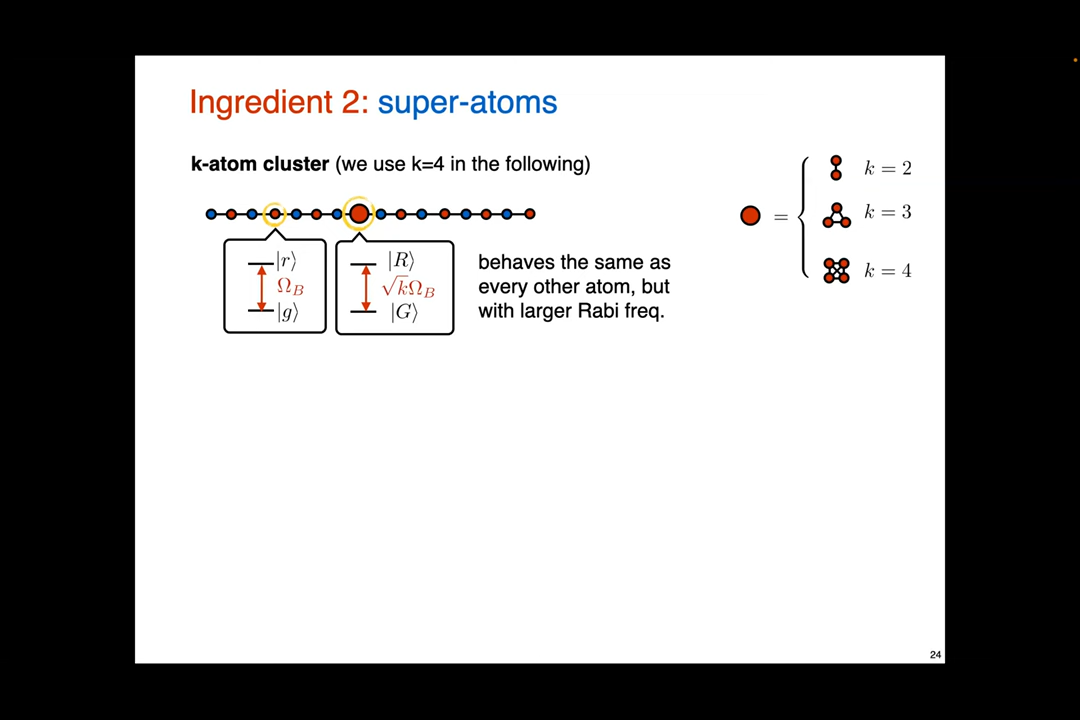 Ingredient 2: super-atoms
k-atom cluster (we use k=4 in the following)
|r⟩
Ω_B
|g⟩
|R⟩
√kΩ_B
|G⟩
behaves the same as
every other atom, but
with larger Rabi freq.
=
k = 2
k = 3
k = 4
24